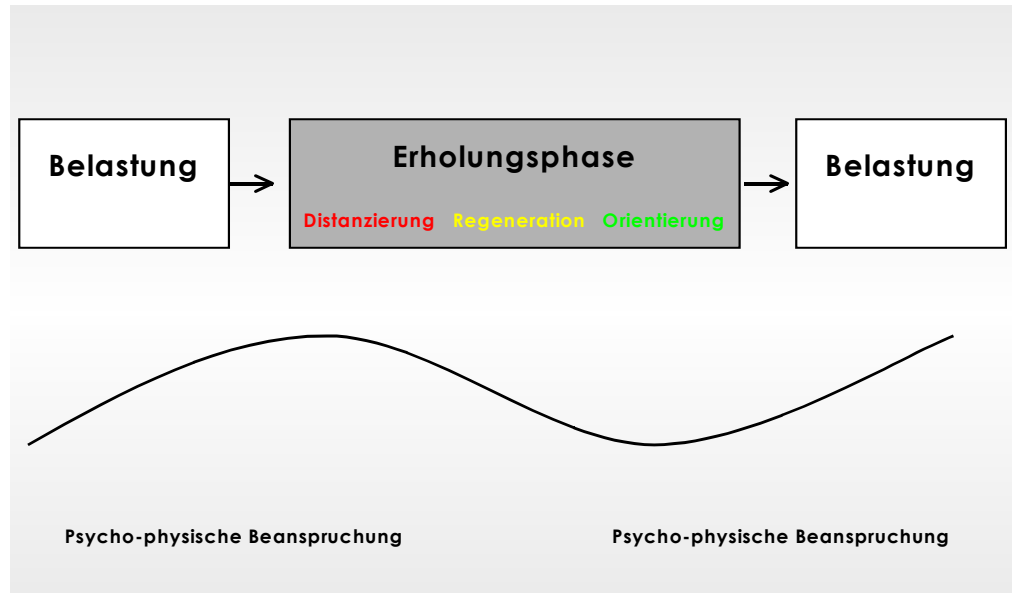 Belastung
Erholungsphase
Belastung
Distanzierung Regeneration Orientierung
Psycho-physische Beanspruchung
Psycho-physische Beanspruchung